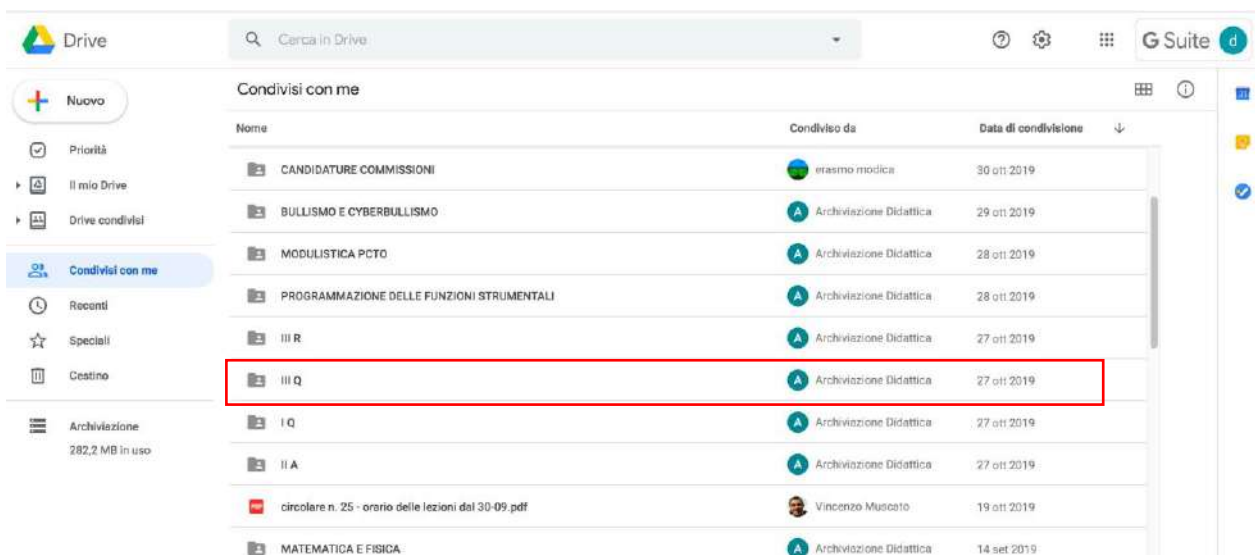 Drive
Cerca in Drive
G Suite d
Nuovo
Priorità
Il mio Drive
Drive condivisi
Condivisi con me
Recenti
Speciali
Cestino
Archiviazione
282,2 MB in uso
Condivisi con me
Nome Condiviso da Data di condivisione
CANDIDATURE COMMISSIONI erasmo modica 30 ott 2019
BULLISMO E CYBERBULLISMO A Archiviazione Didattica 29 ott 2019
MODULISTICA PCTO A Archiviazione Didattica 28 ott 2019
PROGRAMMAZIONE DELLE FUNZIONI STRUMENTALI A Archiviazione Didattica 28 ott 2019
III R A Archiviazione Didattica 27 ott 2019
III Q A Archiviazione Didattica 27 ott 2019
I Q A Archiviazione Didattica 27 ott 2019
II A A Archiviazione Didattica 27 ott 2019
PDF circolare n. 25 - orario delle lezioni dal 30-09.pdf Vincenzo Muscato 19 ott 2019
MATEMATICA E FISICA A Archiviazione Didattica 14 set 2019
31